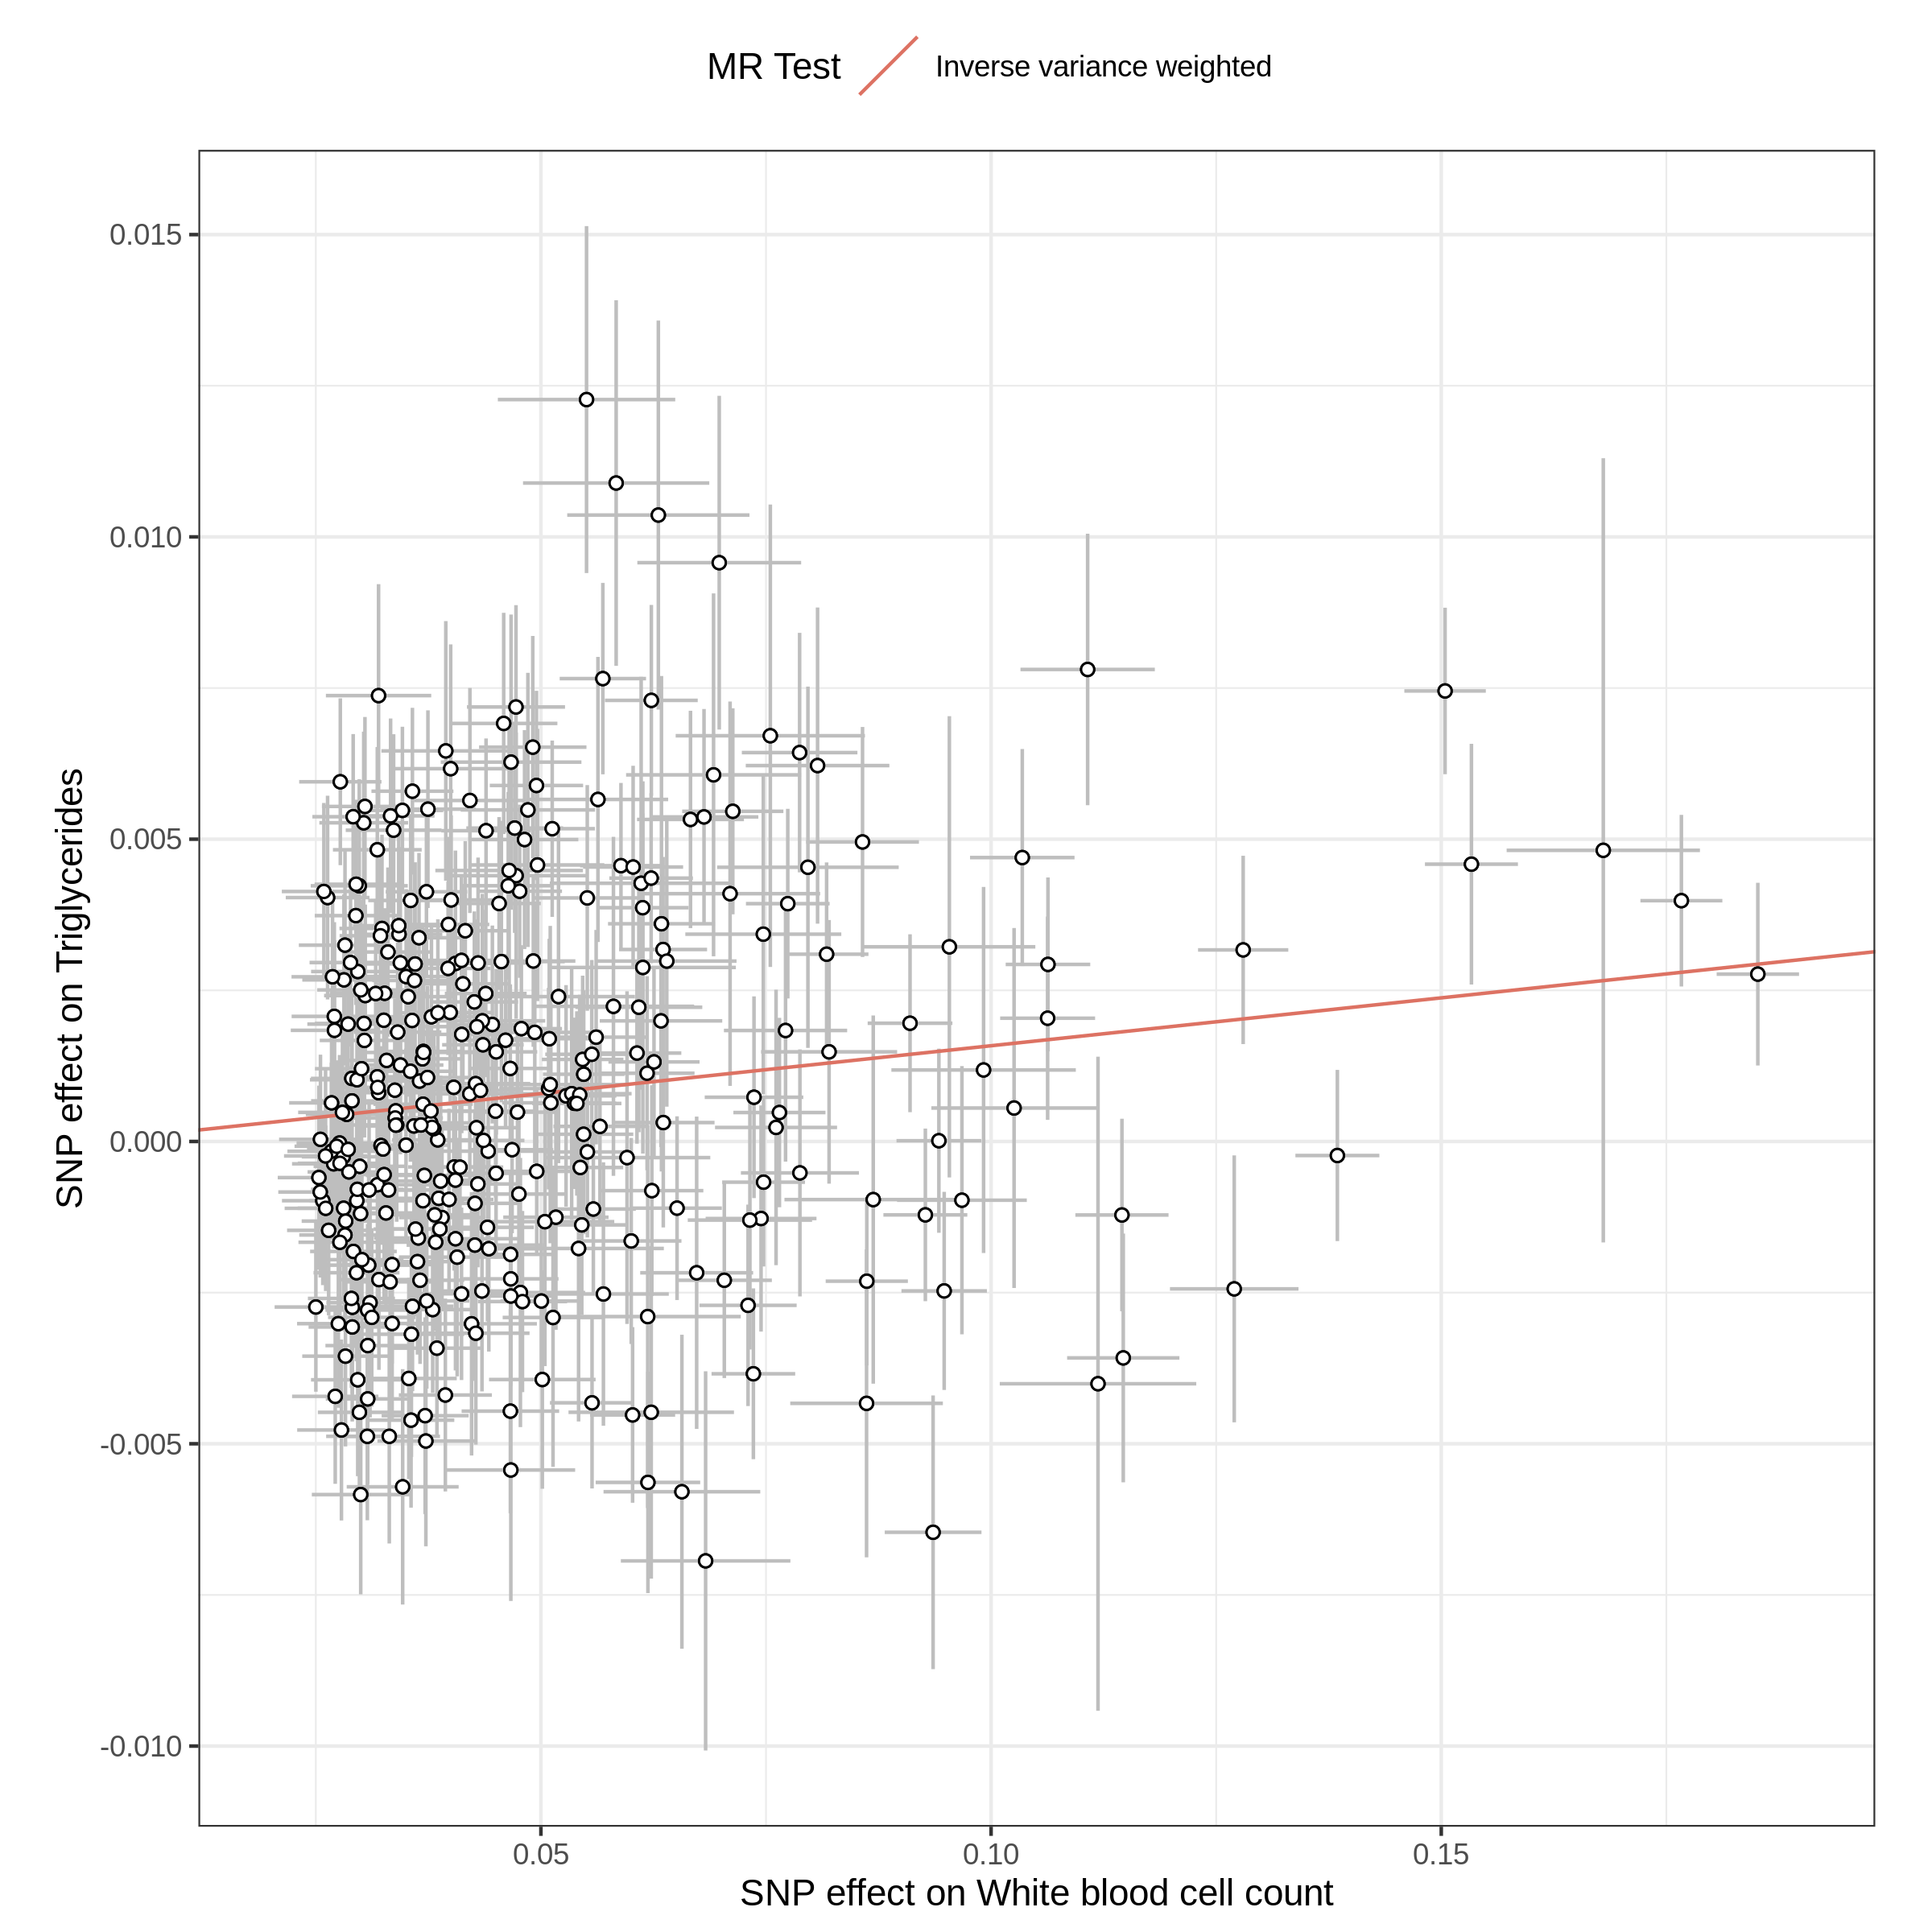 MR Test
Inverse variance weighted
SNP effect on Triglycerides
0.015
0.010
0.005
0.000
-0.005
-0.010
0.05
0.10
0.15
SNP effect on White blood cell count